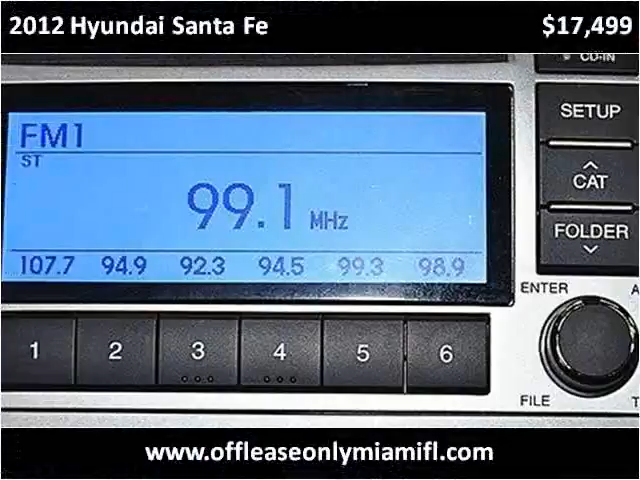 2012 Hyundai Santa Fe $17,499
CD-IN
FM1
ST
99.1 MHz
107.7 94.9 92.3 94.5 99.3 98.9
SETUP
CAT
FOLDER
ENTER
1 2 3 4 5 6
FILE
www.offleaseonlymiamifl.com